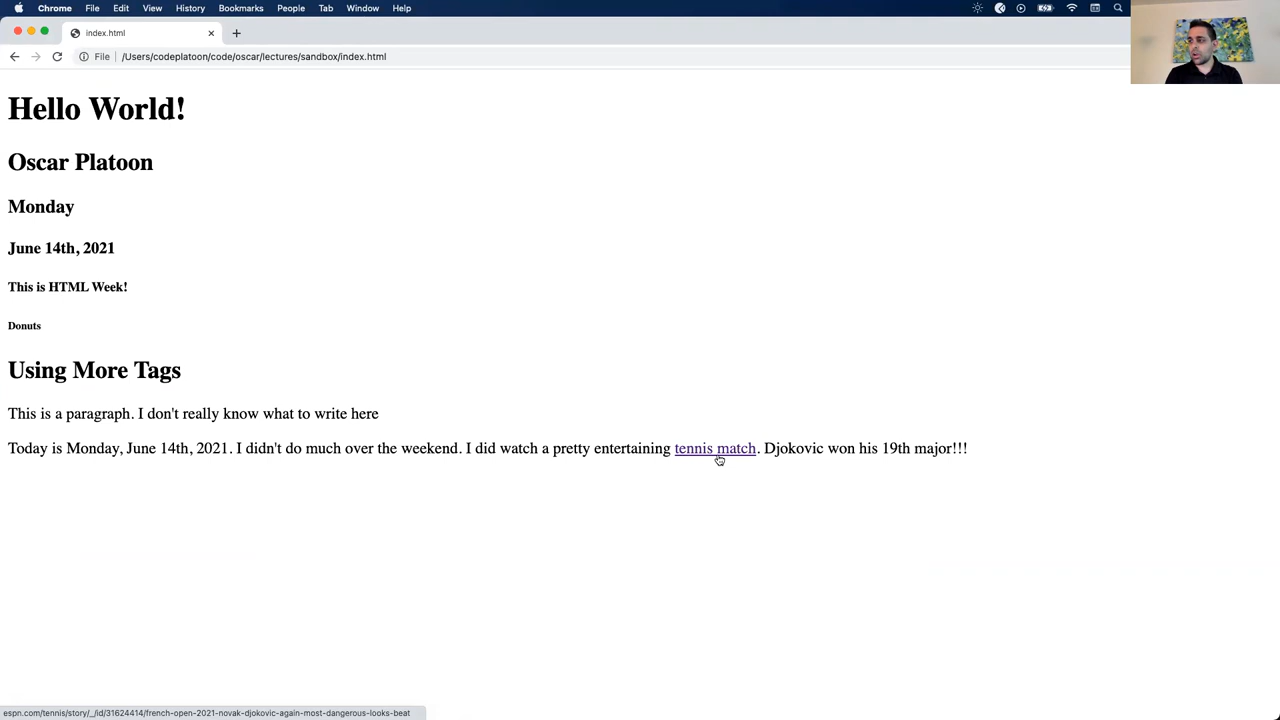 Chrome File Edit View History Bookmarks People Tab Window Help
index.html
File /Users/codeplatoon/code/oscar/lectures/sandbox/index.html
Hello World!
Oscar Platoon
Monday
June 14th, 2021
This is HTML Week!
Donuts
Using More Tags
This is a paragraph. I don't really know what to write here
Today is Monday, June 14th, 2021. I didn't do much over the weekend. I did watch a pretty entertaining tennis match. Djokovic won his 19th major!!!
espn.com/tennis/story/_/id/31624414/french-open-2021-novak-djokovic-again-most-dangerous-looks-beat